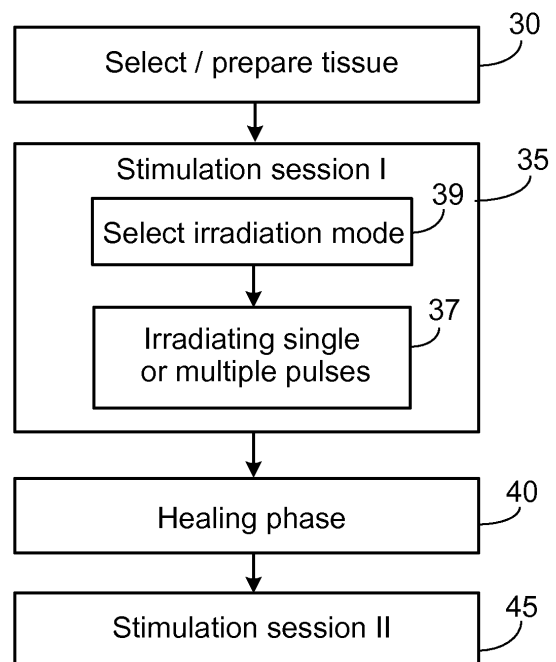 30
Select / prepare tissue
Stimulation session I
35
39
Select irradiation mode
37
Irradiating single
or multiple pulses
40
Healing phase
45
Stimulation session II